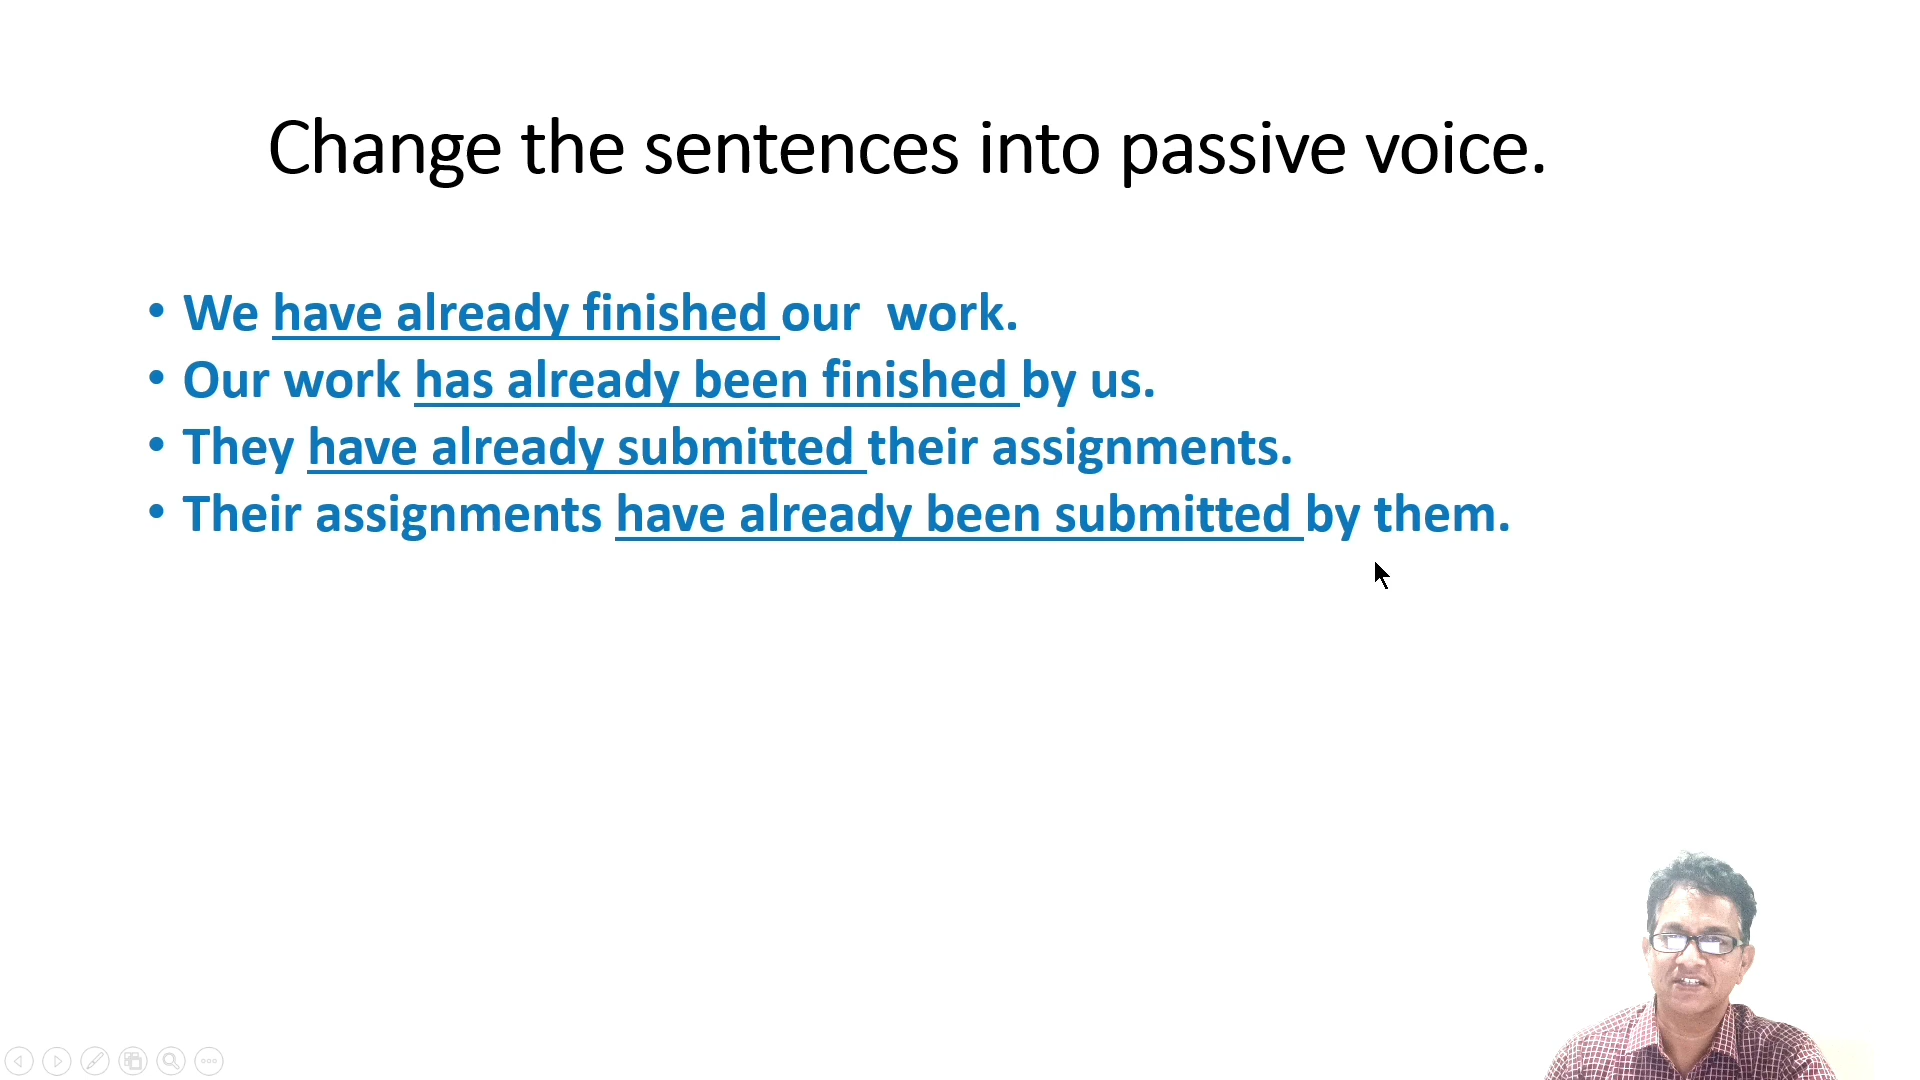 Change the sentences into passive voice.
• We have already finished our  work.
• Our work has already been finished by us.
• They have already submitted their assignments.
• Their assignments have already been submitted by them.